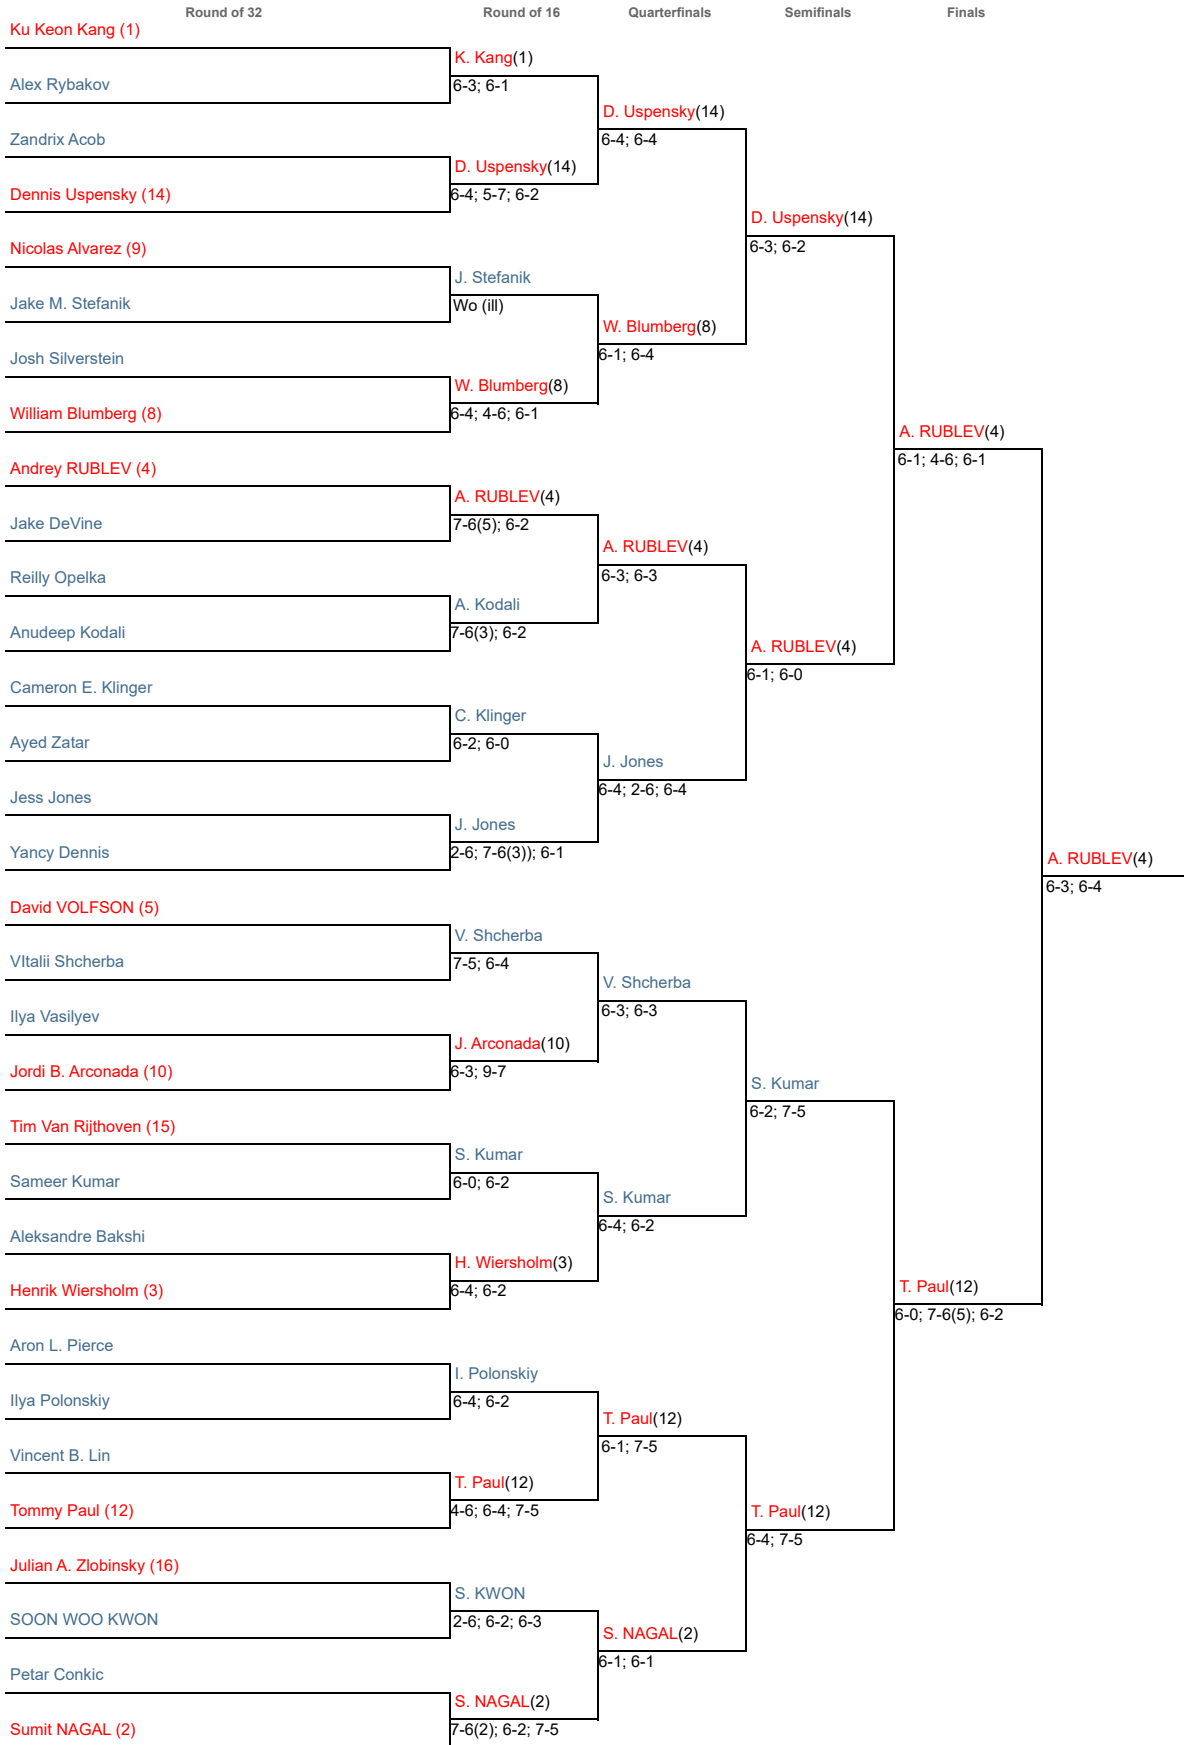 Round of 32
Round of 16
Quarterfinals
Semifinals
Finals
Ku Keon Kang (1)
K. Kang(1)
Alex Rybakov
6-3; 6-1
D. Uspensky(14)
Zandrix Acob
6-4; 6-4
D. Uspensky(14)
Dennis Uspensky (14)
6-4; 5-7; 6-2
D. Uspensky(14)
Nicolas Alvarez (9)
6-3; 6-2
J. Stefanik
Jake M. Stefanik
Wo (ill)
W. Blumberg(8)
Josh Silverstein
6-1; 6-4
W. Blumberg(8)
William Blumberg (8)
6-4; 4-6; 6-1
A. RUBLEV(4)
6-1; 4-6; 6-1
Andrey RUBLEV (4)
A. RUBLEV(4)
Jake DeVine
7-6(5); 6-2
A. RUBLEV(4)
Reilly Opelka
6-3; 6-3
A. Kodali
Anudeep Kodali
7-6(3); 6-2
A. RUBLEV(4)
6-1; 6-0
Cameron E. Klinger
C. Klinger
Ayed Zatar
6-2; 6-0
J. Jones
Jess Jones
6-4; 2-6; 6-4
J. Jones
Yancy Dennis
2-6; 7-6(3)); 6-1
A. RUBLEV(4)
6-3; 6-4
David VOLFSON (5)
V. Shcherba
VItalii Shcherba
7-5; 6-4
V. Shcherba
Ilya Vasilyev
6-3; 6-3
J. Arconada(10)
Jordi B. Arconada (10)
6-3; 9-7
S. Kumar
6-2; 7-5
Tim Van Rijthoven (15)
S. Kumar
Sameer Kumar
6-0; 6-2
S. Kumar
Aleksandre Bakshi
6-4; 6-2
H. Wiersholm(3)
Henrik Wiersholm (3)
6-4; 6-2
T. Paul(12)
6-0; 7-6(5); 6-2
Aron L. Pierce
I. Polonskiy
Ilya Polonskiy
6-4; 6-2
T. Paul(12)
Vincent B. Lin
6-1; 7-5
T. Paul(12)
Tommy Paul (12)
4-6; 6-4; 7-5
T. Paul(12)
6-4; 7-5
Julian A. Zlobinsky (16)
S. KWON
SOON WOO KWON
2-6; 6-2; 6-3
S. NAGAL(2)
Petar Conkic
6-1; 6-1
S. NAGAL(2)
Sumit NAGAL (2)
7-6(2); 6-2; 7-5